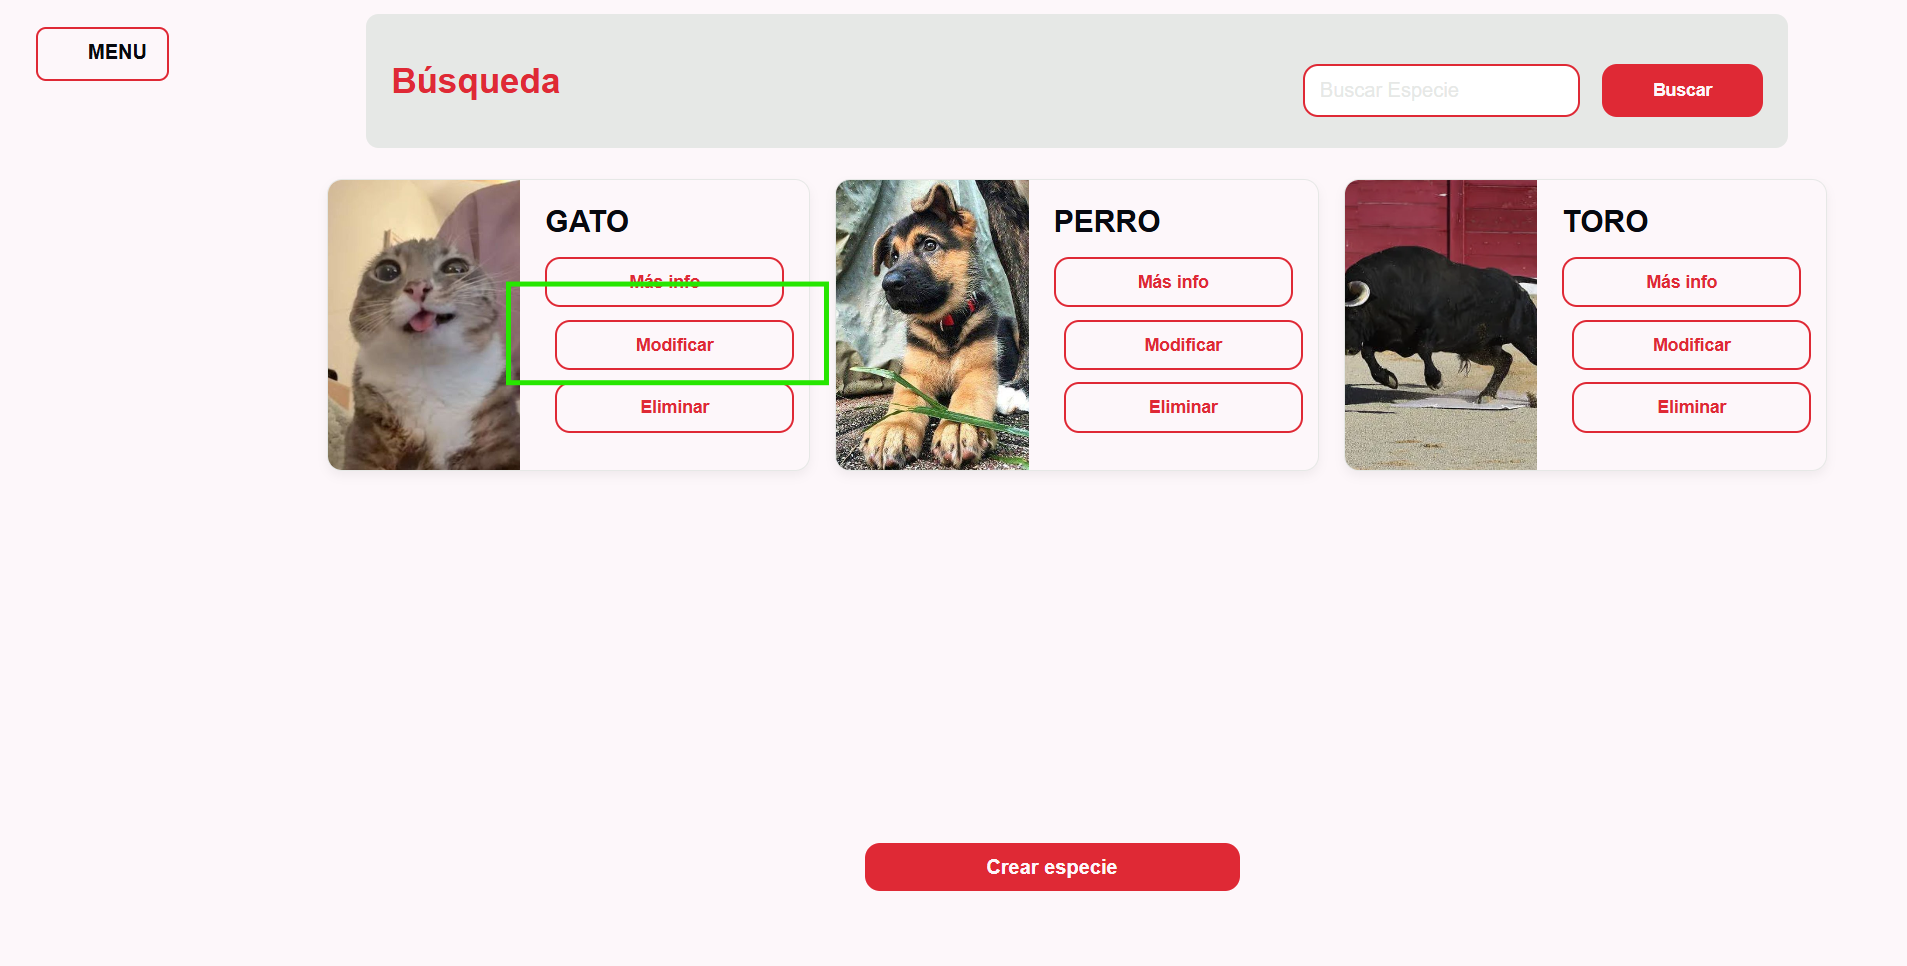 MENU
Búsqueda
Buscar Especie
Buscar
GATO
Más info
Modificar
Eliminar
PERRO
Más info
Modificar
Eliminar
TORO
Más info
Modificar
Eliminar
Crear especie